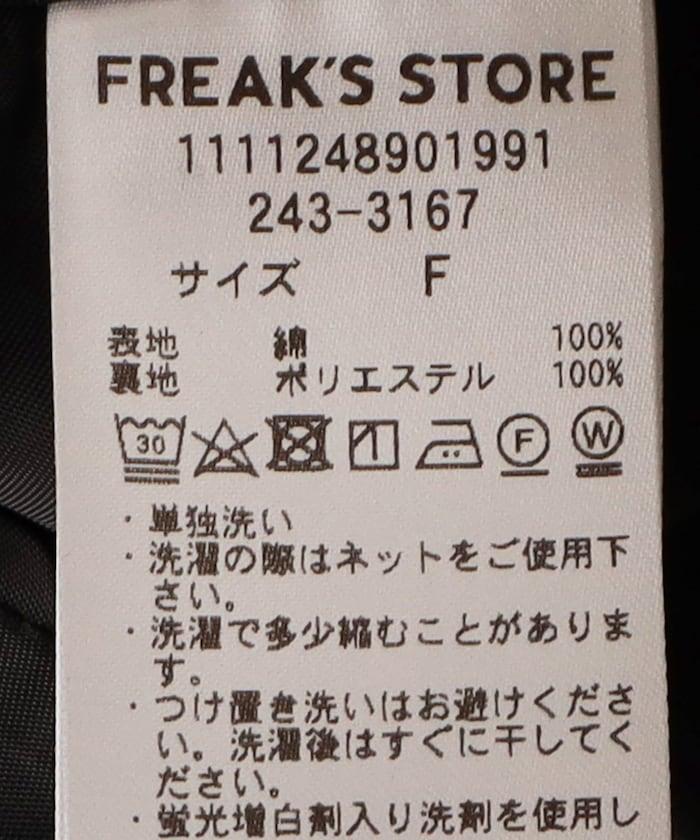 FREAK'S STORE
1111248901991
243-3167
サイズ F
表地 綿 100%
裏地 ポリエステル 100%
30
F
W
・単独洗い
・洗濯の際はネットをご使用下
さい。
・洗濯で多少縮むことがありま
す。
・つけ置き洗いはお避けくださ
い。洗濯後はすぐに干してく
ださい。
・蛍光増白剤入り洗剤を使用し